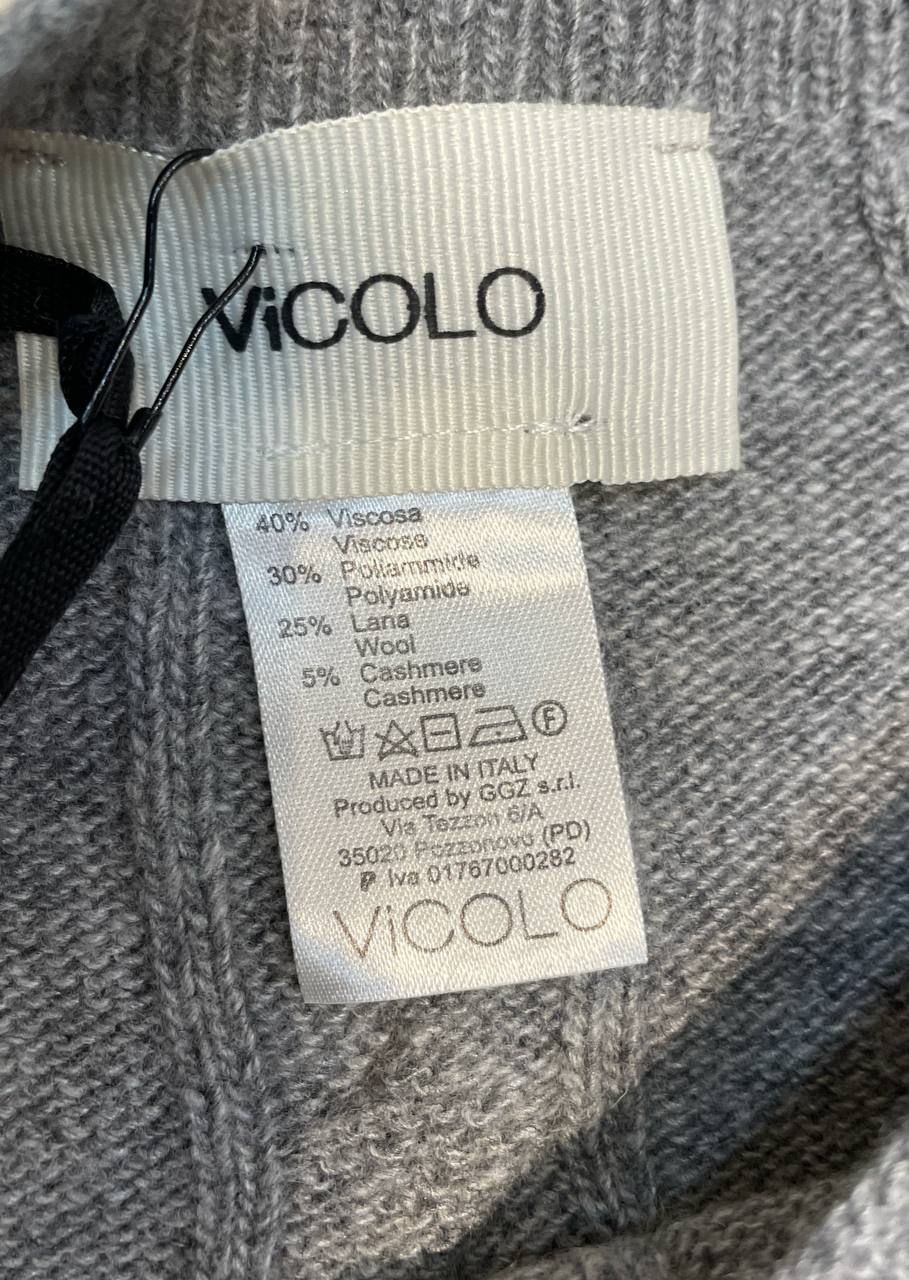 ViCOLO
40% Viscosa
Viscose
30% Poliammide
Polyamide
25% Lana
Wool
5% Cashmere
Cashmere
F
MADE IN ITALY
Produced by GGZ s.r.l.
Via Tezzon 6/A
35020 Pozzonovo (PD)
P Iva 01767000282
ViCOLO